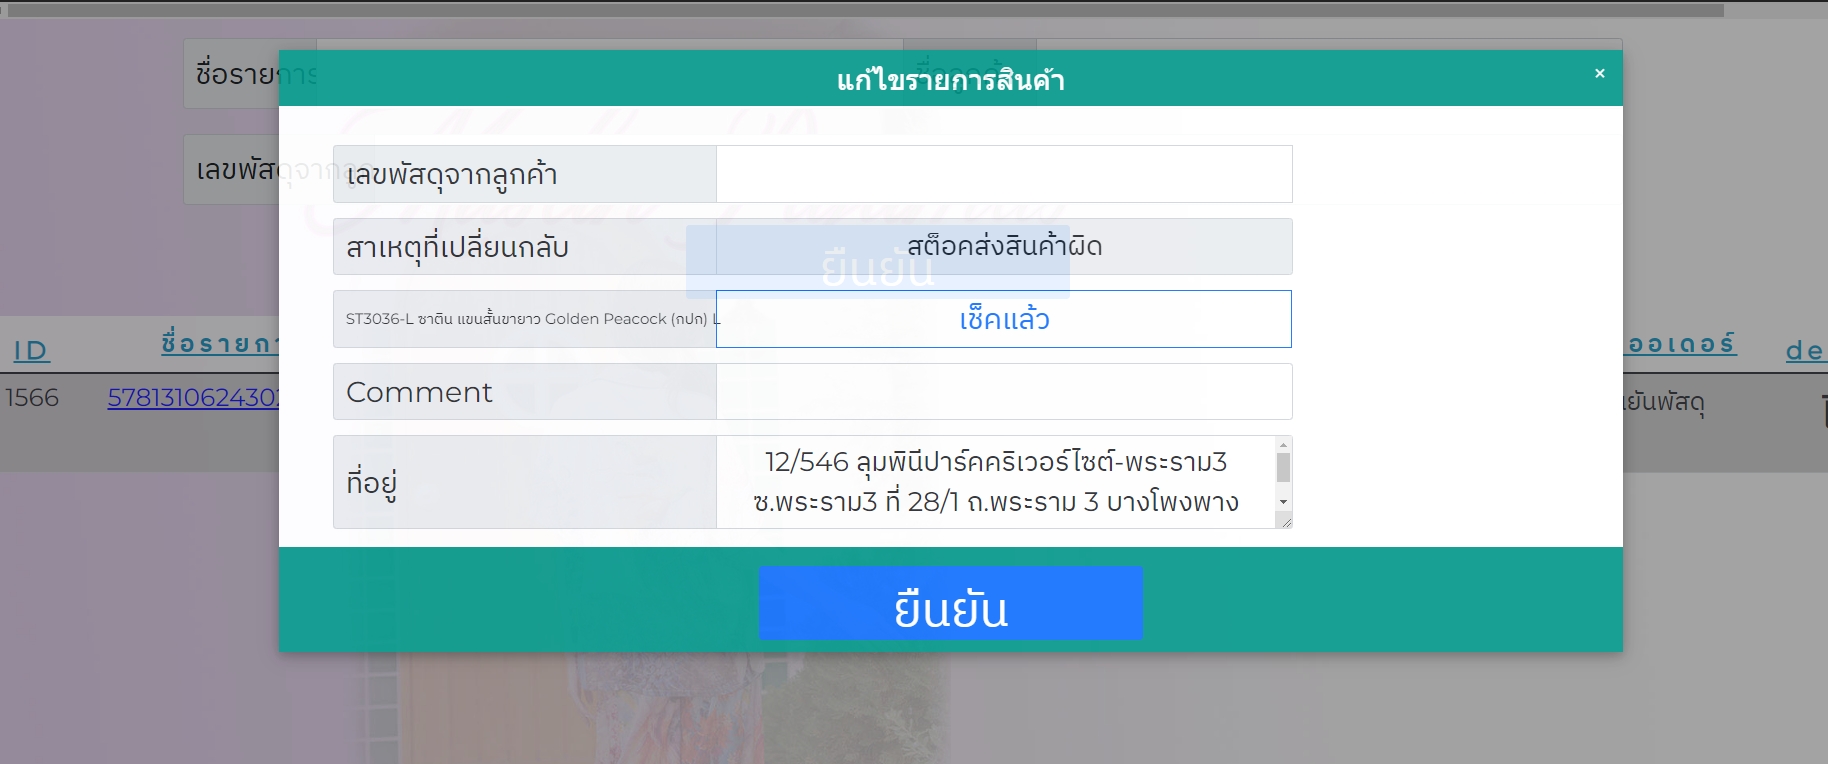 ชื่อรายการ
แก้ไขรายการสินค้า
×
เลขพัสดุจากลูก
เลขพัสดุจากลูกค้า
สาเหตุที่เปลี่ยนกลับ
สต็อคส่งสินค้าผิด
ยืนยัน
ST3036-L ซาติน แขนสั้นขายาว Golden Peacock (กปก) L
เช็คแล้ว
ID
ชื่อรายกา
ออเดอร์
de
1566
5781310624302
Comment
ยันพัสดุ
ที่อยู่
12/546 ลุมพินีปาร์คคริเวอร์ไซต์-พระราม3
ซ.พระราม3 ที่ 28/1 ถ.พระราม 3 บางโพงพาง
ยืนยัน